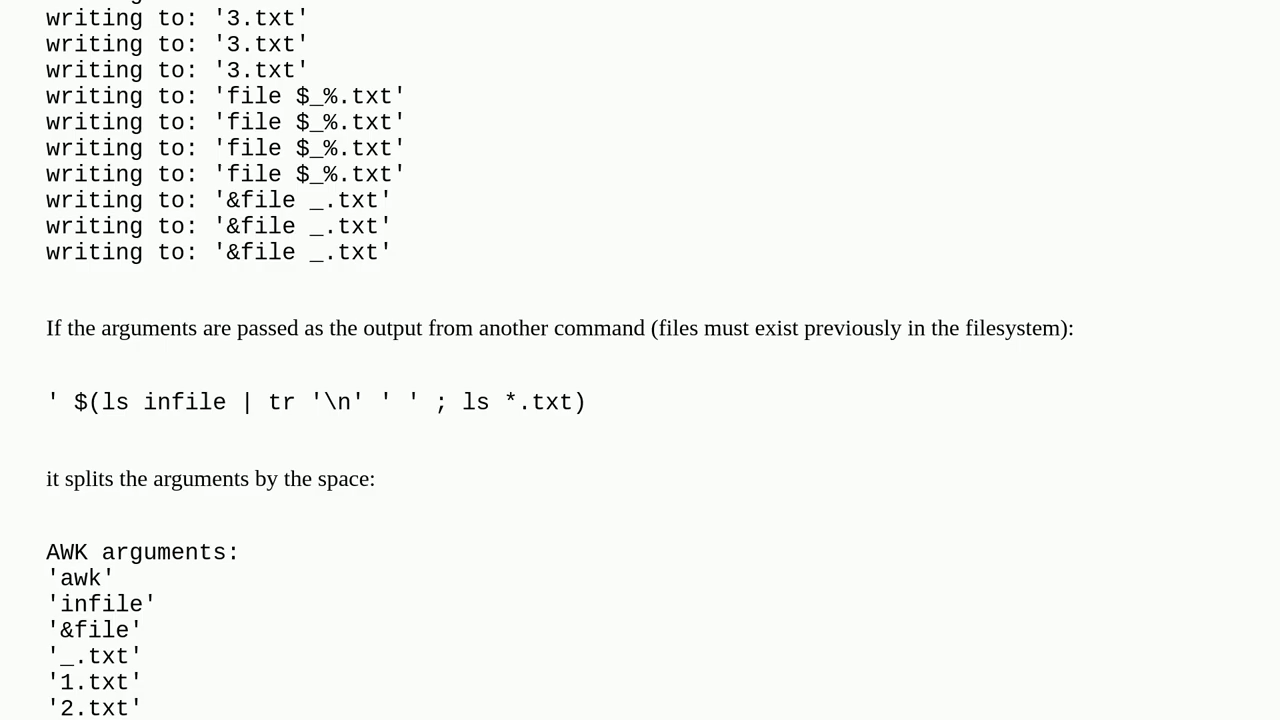 writing to: '3.txt'
writing to: '3.txt'
writing to: '3.txt'
writing to: 'file $_%.txt'
writing to: 'file $_%.txt'
writing to: 'file $_%.txt'
writing to: 'file $_%.txt'
writing to: '&file _.txt'
writing to: '&file _.txt'
writing to: '&file _.txt'
If the arguments are passed as the output from another command (files must exist previously in the filesystem):
' $(ls infile | tr '\n' ' ' ; ls *.txt)
it splits the arguments by the space:
AWK arguments:
'awk'
'infile'
'&file'
'_.txt'
'1.txt'
'2.txt'